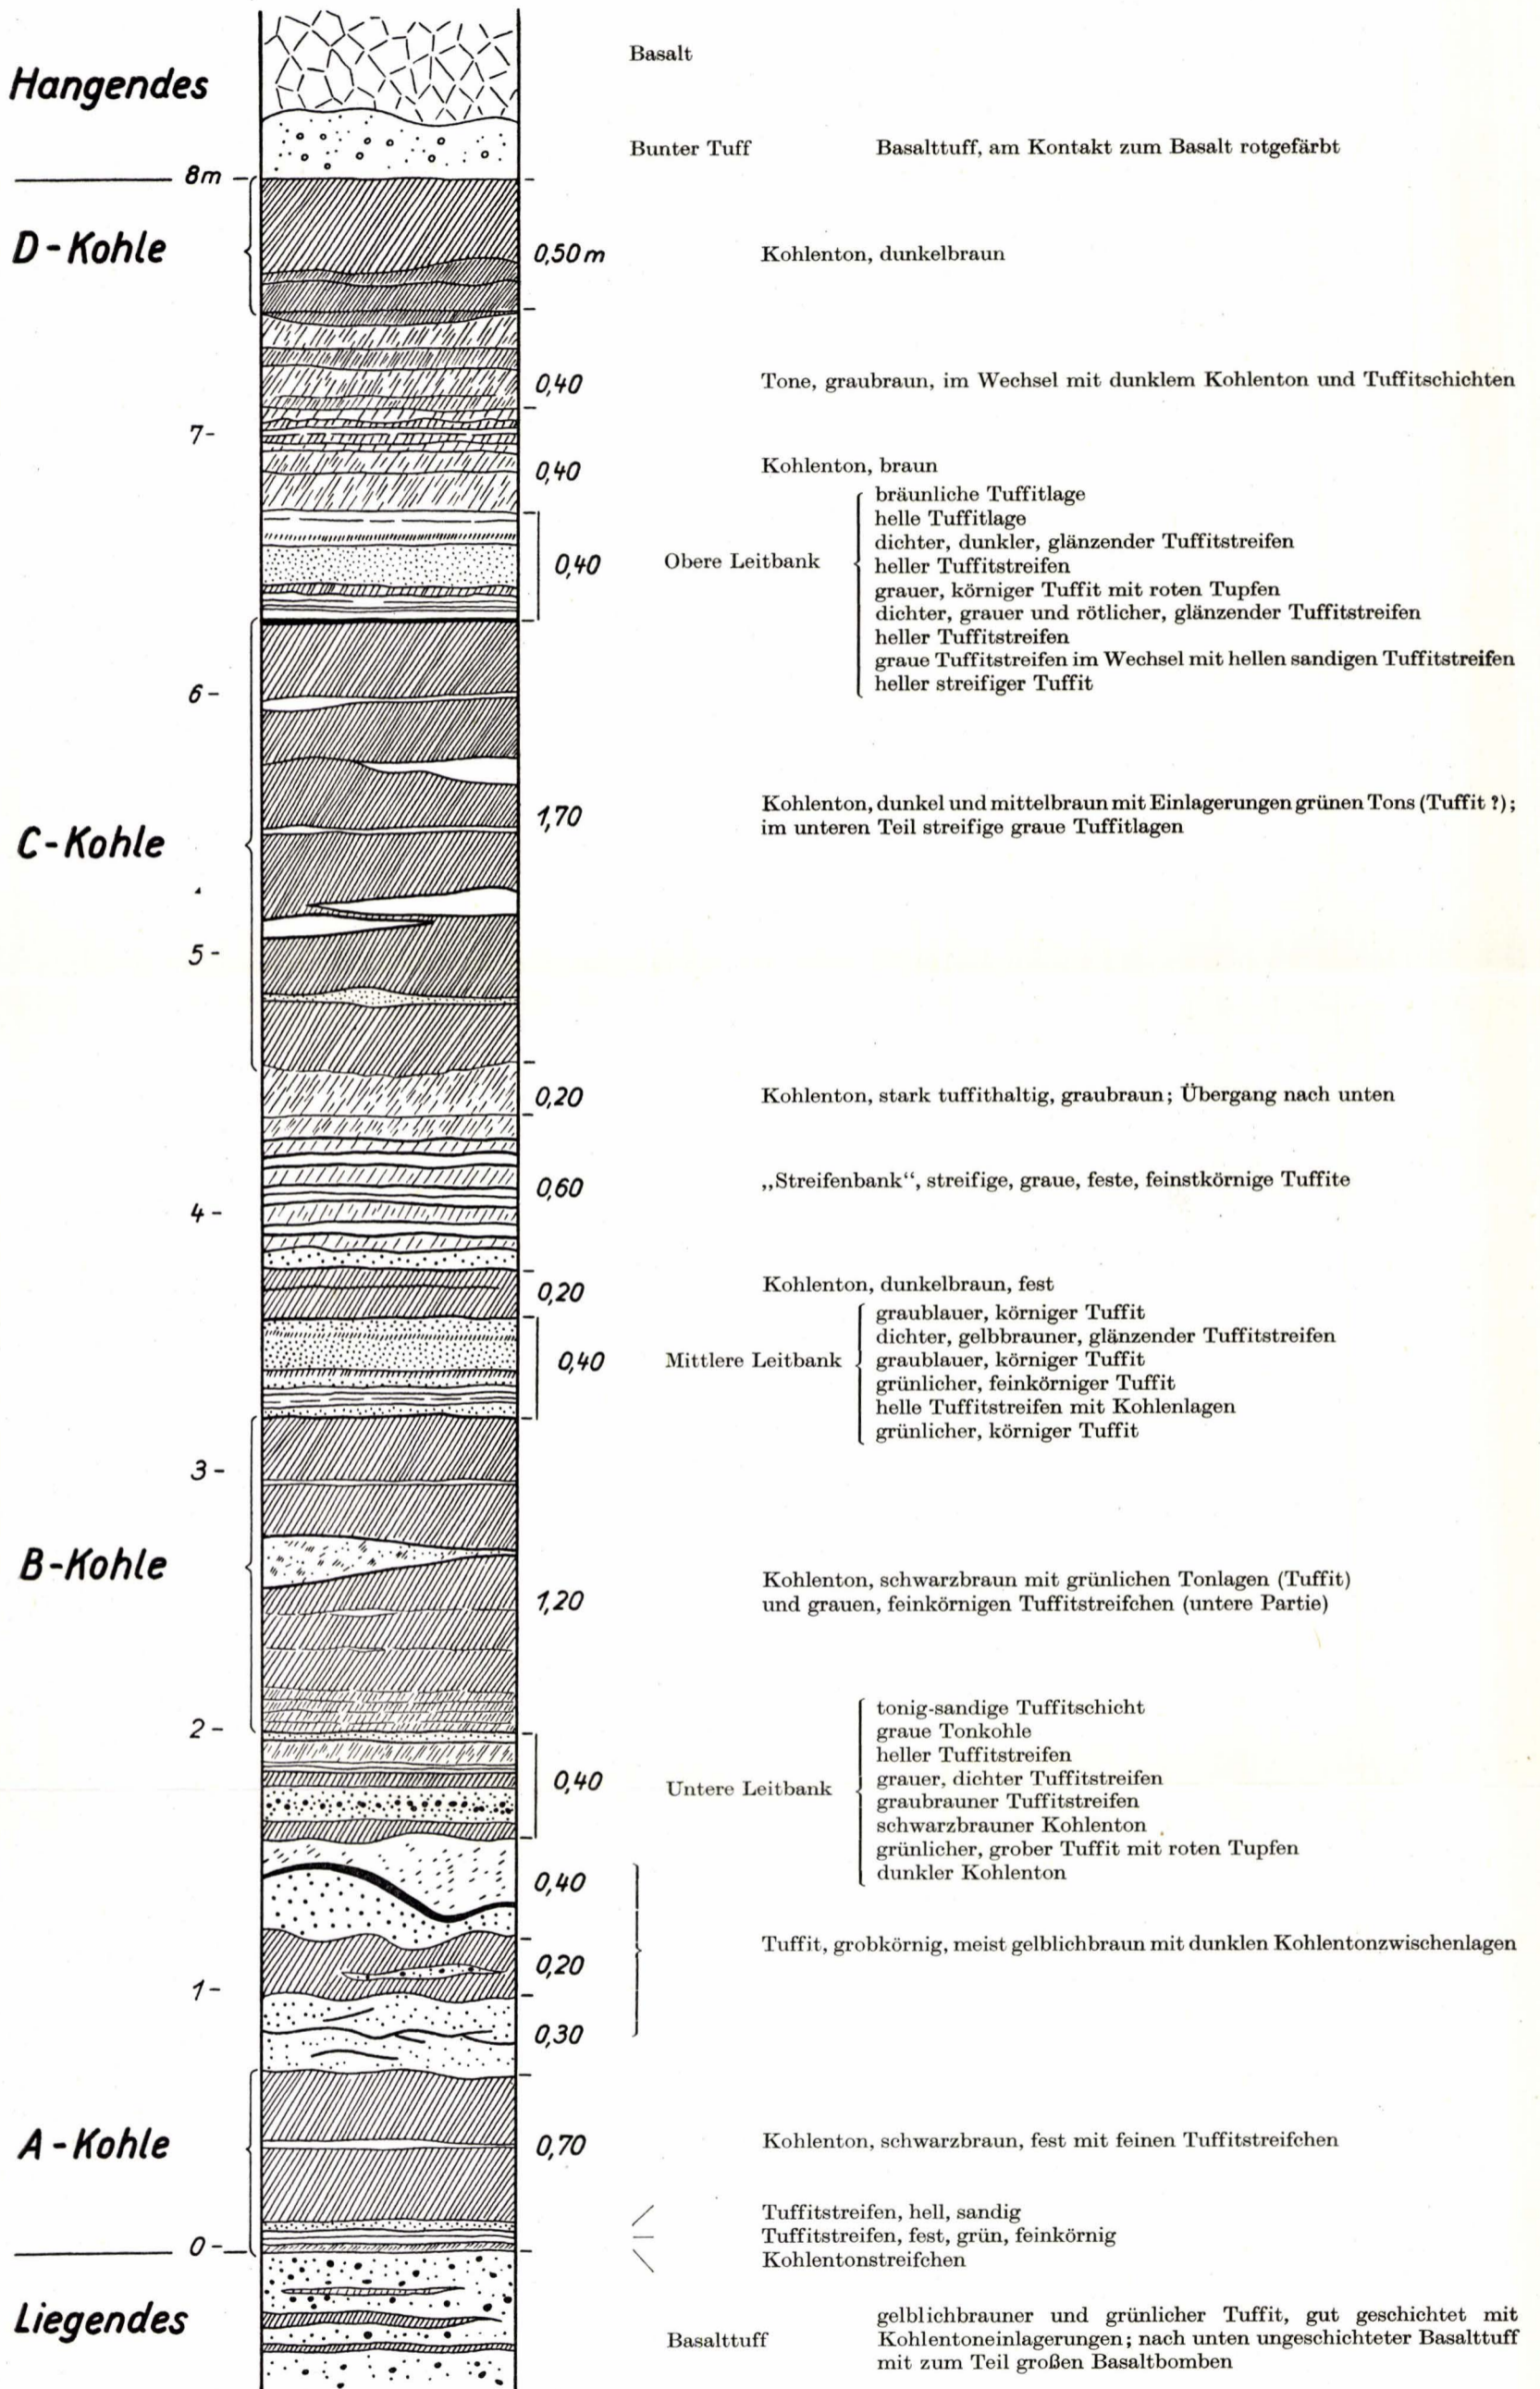 Basalt
Hangendes
Bunter Tuff Basalttuff, am Kontakt zum Basalt rotgefärbt
8m
D-Kohle
0,50 m Kohlenton, dunkelbraun
0,40 Tone, graubraun, im Wechsel mit dunklem Kohlenton und Tuffitschichten
7-
0,40 Kohlenton, braun
bräunliche Tuffitlage
helle Tuffitlage
dichter, dunkler, glänzender Tuffitstreifen
0,40 Obere Leitbank heller Tuffitstreifen
grauer, körniger Tuffit mit roten Tupfen
dichter, grauer und rötlicher, glänzender Tuffitstreifen
heller Tuffitstreifen
graue Tuffitstreifen im Wechsel mit hellen sandigen Tuffitstreifen
heller streifiger Tuffit
6-
C-Kohle
1,70 Kohlenton, dunkel und mittelbraun mit Einlagerungen grünen Tons (Tuffit ?);
im unteren Teil streifige graue Tuffitlagen
5-
0,20 Kohlenton, stark tuffithaltig, graubraun; Übergang nach unten
0,60 „Streifenbank“, streifige, graue, feste, feinstkörnige Tuffite
4-
0,20 Kohlenton, dunkelbraun, fest
graublauer, körniger Tuffit
dichter, gelbbrauner, glänzender Tuffitstreifen
0,40 Mittlere Leitbank graublauer, körniger Tuffit
grünlicher, feinkörniger Tuffit
helle Tuffitstreifen mit Kohlenlagen
grünlicher, körniger Tuffit
3-
B-Kohle
1,20 Kohlenton, schwarzbraun mit grünlichen Tonlagen (Tuffit)
und grauen, feinkörnigen Tuffitstreifchen (untere Partie)
2-
tonig-sandige Tuffitschicht
graue Tonkohle
heller Tuffitstreifen
0,40 Untere Leitbank grauer, dichter Tuffitstreifen
graubrauner Tuffitstreifen
schwarzbrauner Kohlenton
grünlicher, grober Tuffit mit roten Tupfen
dunkler Kohlenton
0,40
Tuffit, grobkörnig, meist gelblichbraun mit dunklen Kohlentonzwischenlagen
0,20
1-
0,30
A-Kohle
0,70 Kohlenton, schwarzbraun, fest mit feinen Tuffitstreifchen
Tuffitstreifen, hell, sandig
Tuffitstreifen, fest, grün, feinkörnig
0-
Kohlentonstreifchen
Liegendes
Basalttuff
gelblichbrauner und grünlicher Tuffit, gut geschichtet mit
Kohlentoneinlagerungen; nach unten ungeschichteter Basalttuff
mit zum Teil großen Basaltbomben